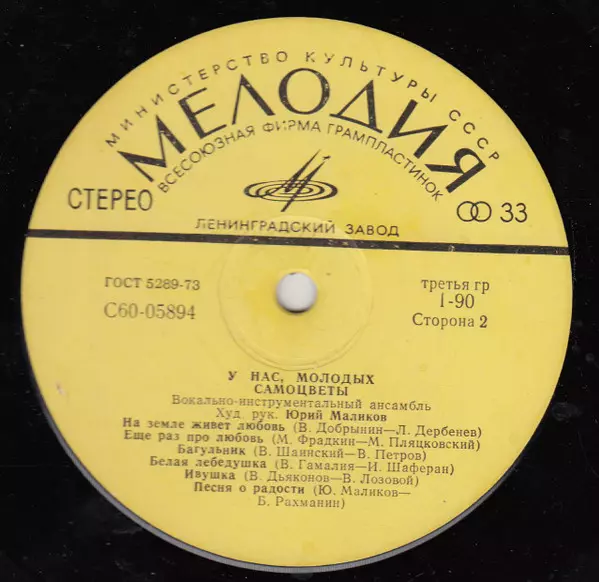 МИНИСТЕРСТВО КУЛЬТУРЫ СССР
МЕЛОДИЯ
ВСЕСОЮЗНАЯ ФИРМА ГРАМПЛАСТИНОК
СТЕРЕО
33
ЛЕНИНГРАДСКИЙ ЗАВОД
ГОСТ 5289-73
С60-05894
третья гр
1-90
Сторона 2
У НАС, МОЛОДЫХ
САМОЦВЕТЫ
Вокально-инструментальный ансамбль
Худ. рук. Юрий Маликов
На земле живет любовь (В. Добрынин—Л. Дербенев)
Еще раз про любовь (М. Фрадкин—М. Пляцковский)
Багульник (В. Шаинский—В. Петров)
Белая лебедушка (В. Гамалия—И. Шаферан)
Ивушка (В. Дьяконов—В. Лозовой)
Песня о радости (Ю. Маликов—
Б. Рахманин)